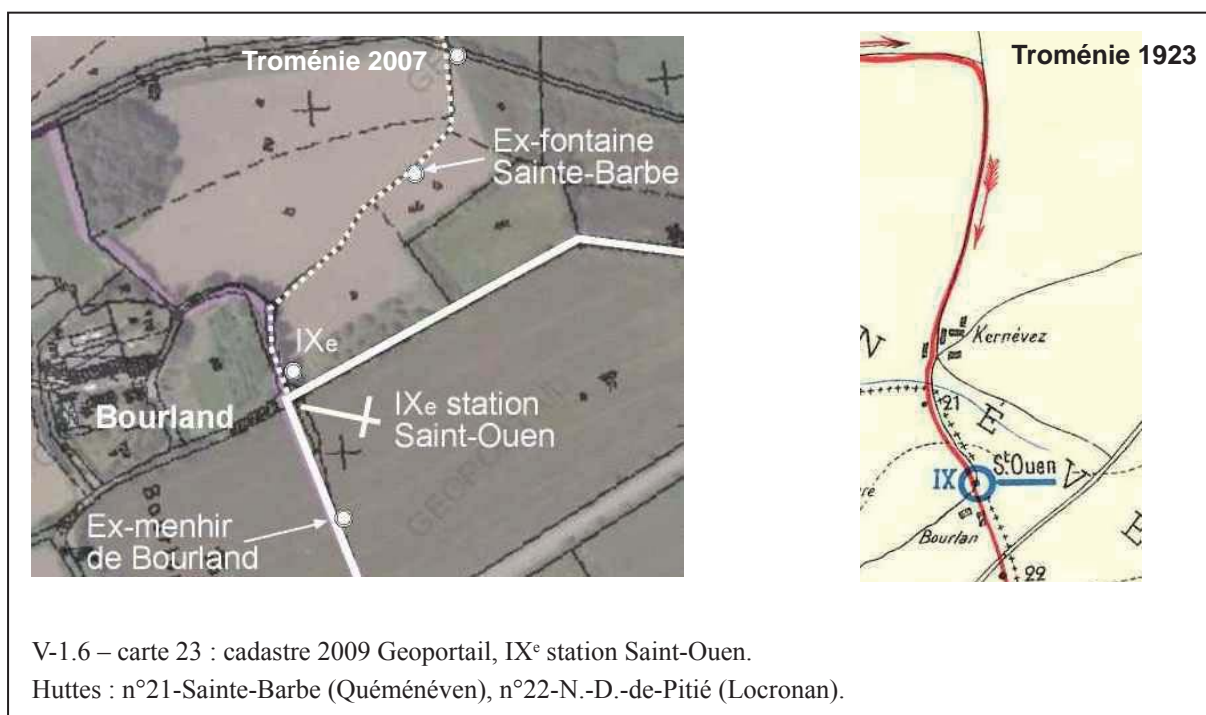 Troménie 2007
Ex-fontaine
Sainte-Barbe
IXe
Bourland
IXe station
Saint-Ouen
Ex-menhir
de Bourland
Troménie 1923
Kernévez
N
21
É
IX
St Ouen
V
Bourlan
E
22
V-1.6 – carte 23 : cadastre 2009 Geoportail, IXe station Saint-Ouen.
Huttes : n°21-Sainte-Barbe (Quéménéven), n°22-N.-D.-de-Pitié (Locronan).